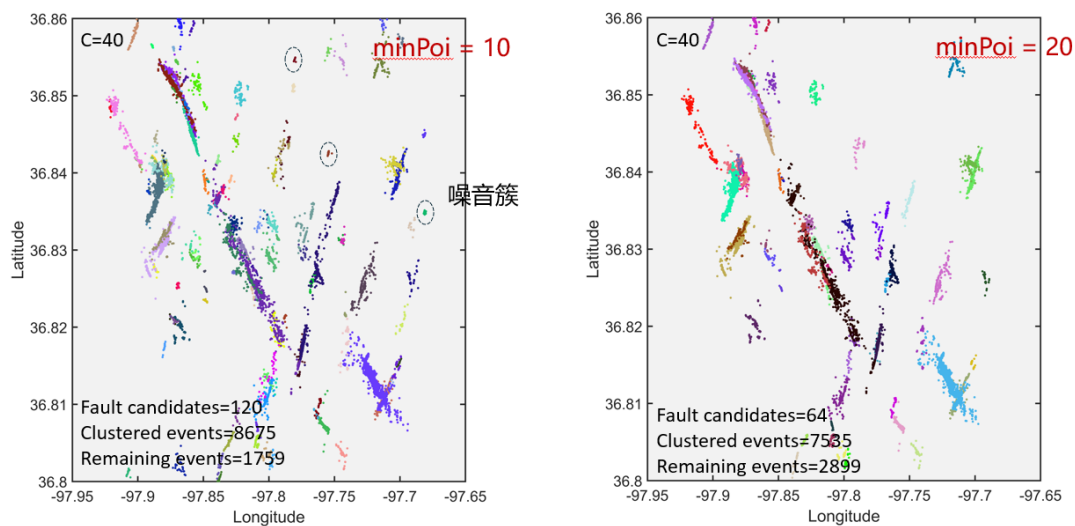 C=40
minPoi = 10
噪音簇
Fault candidates=120
Clustered events=8675
Remaining events=1759
36.86
36.85
36.84
36.83
36.82
36.81
36.8
Latitude
-97.95
-97.9
-97.85
-97.8
-97.75
-97.7
-97.65
Longitude
C=40
minPoi = 20
Fault candidates=64
Clustered events=7535
Remaining events=2899
36.86
36.85
36.84
36.83
36.82
36.81
36.8
Latitude
-97.95
-97.9
-97.85
-97.8
-97.75
-97.7
-97.65
Longitude